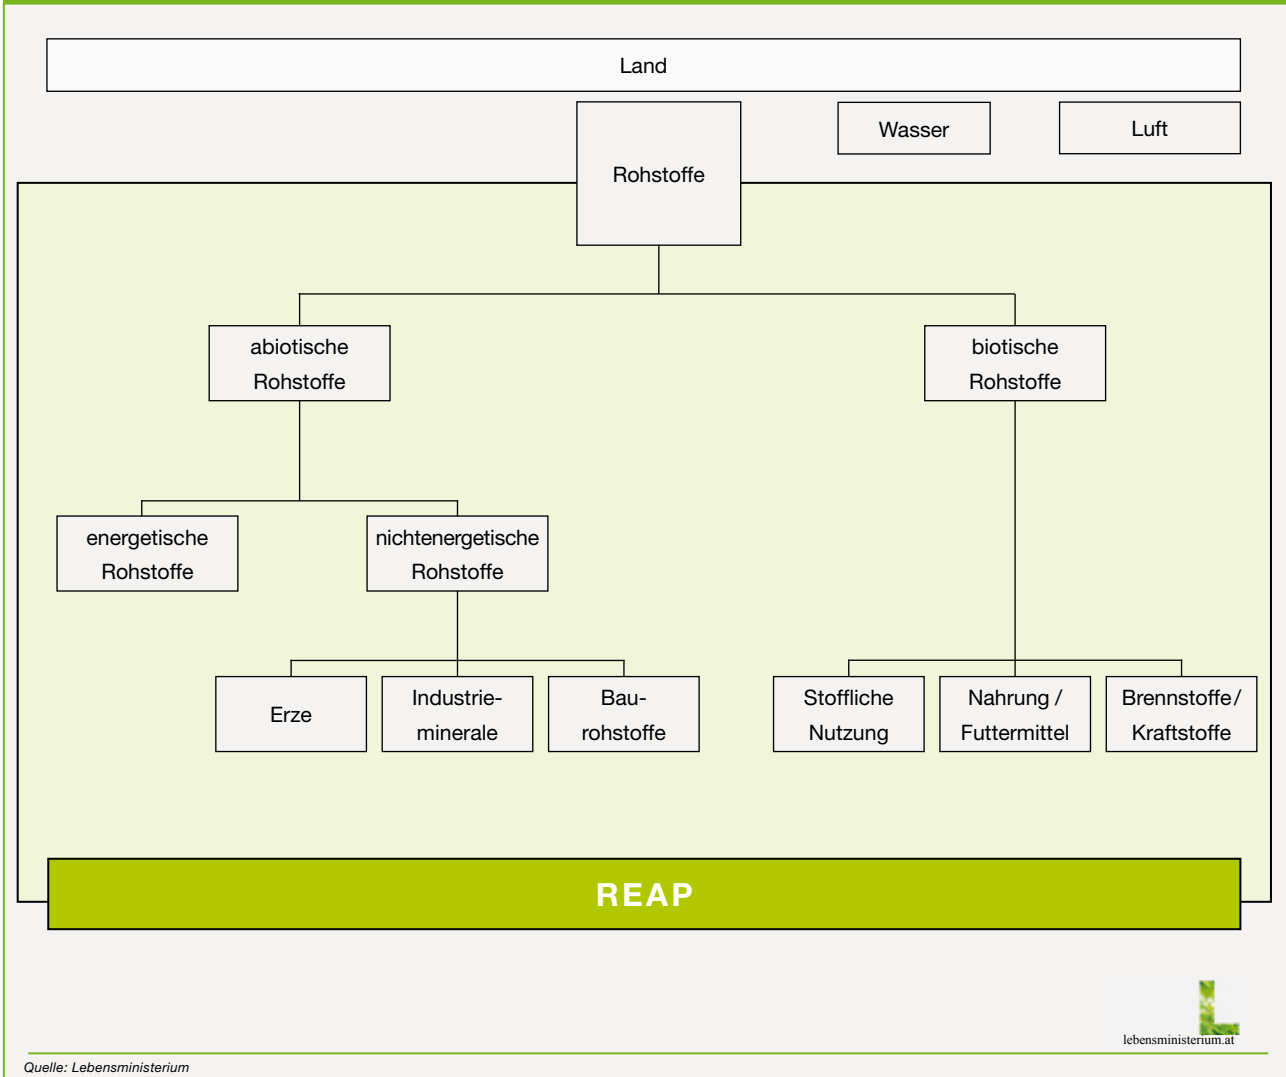 Land
Rohstoffe
Wasser
Luft
abiotische
Rohstoffe
biotische
Rohstoffe
energetische
Rohstoffe
nichtenergetische
Rohstoffe
Erze
Industrie-
minerale
Bau-
rohstoffe
Stoffliche
Nutzung
Nahrung /
Futtermittel
Brennstoffe/
Kraftstoffe
REAP
L
lebensministerium.at
Quelle: Lebensministerium